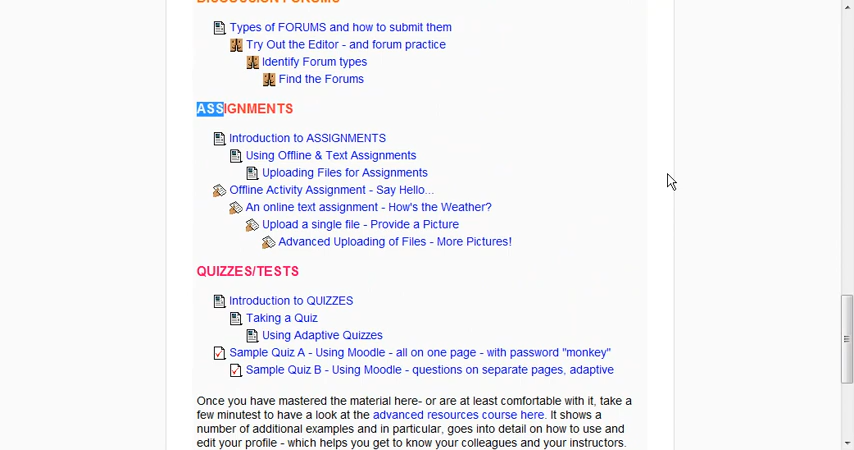 DISCUSSION FORUMS
Types of FORUMS and how to submit them
Try Out the Editor - and forum practice
Identify Forum types
Find the Forums
ASSIGNMENTS
Introduction to ASSIGNMENTS
Using Offline & Text Assignments
Uploading Files for Assignments
Offline Activity Assignment - Say Hello...
An online text assignment - How's the Weather?
Upload a single file - Provide a Picture
Advanced Uploading of Files - More Pictures!
QUIZZES/TESTS
Introduction to QUIZZES
Taking a Quiz
Using Adaptive Quizzes
Sample Quiz A - Using Moodle - all on one page - with password "monkey"
Sample Quiz B - Using Moodle - questions on separate pages, adaptive
Once you have mastered the material here- or are at least comfortable with it, take a
few minutest to have a look at the advanced resources course here. It shows a
number of additional examples and in particular, goes into detail on how to use and
edit your profile - which helps you get to know your colleagues and your instructors.